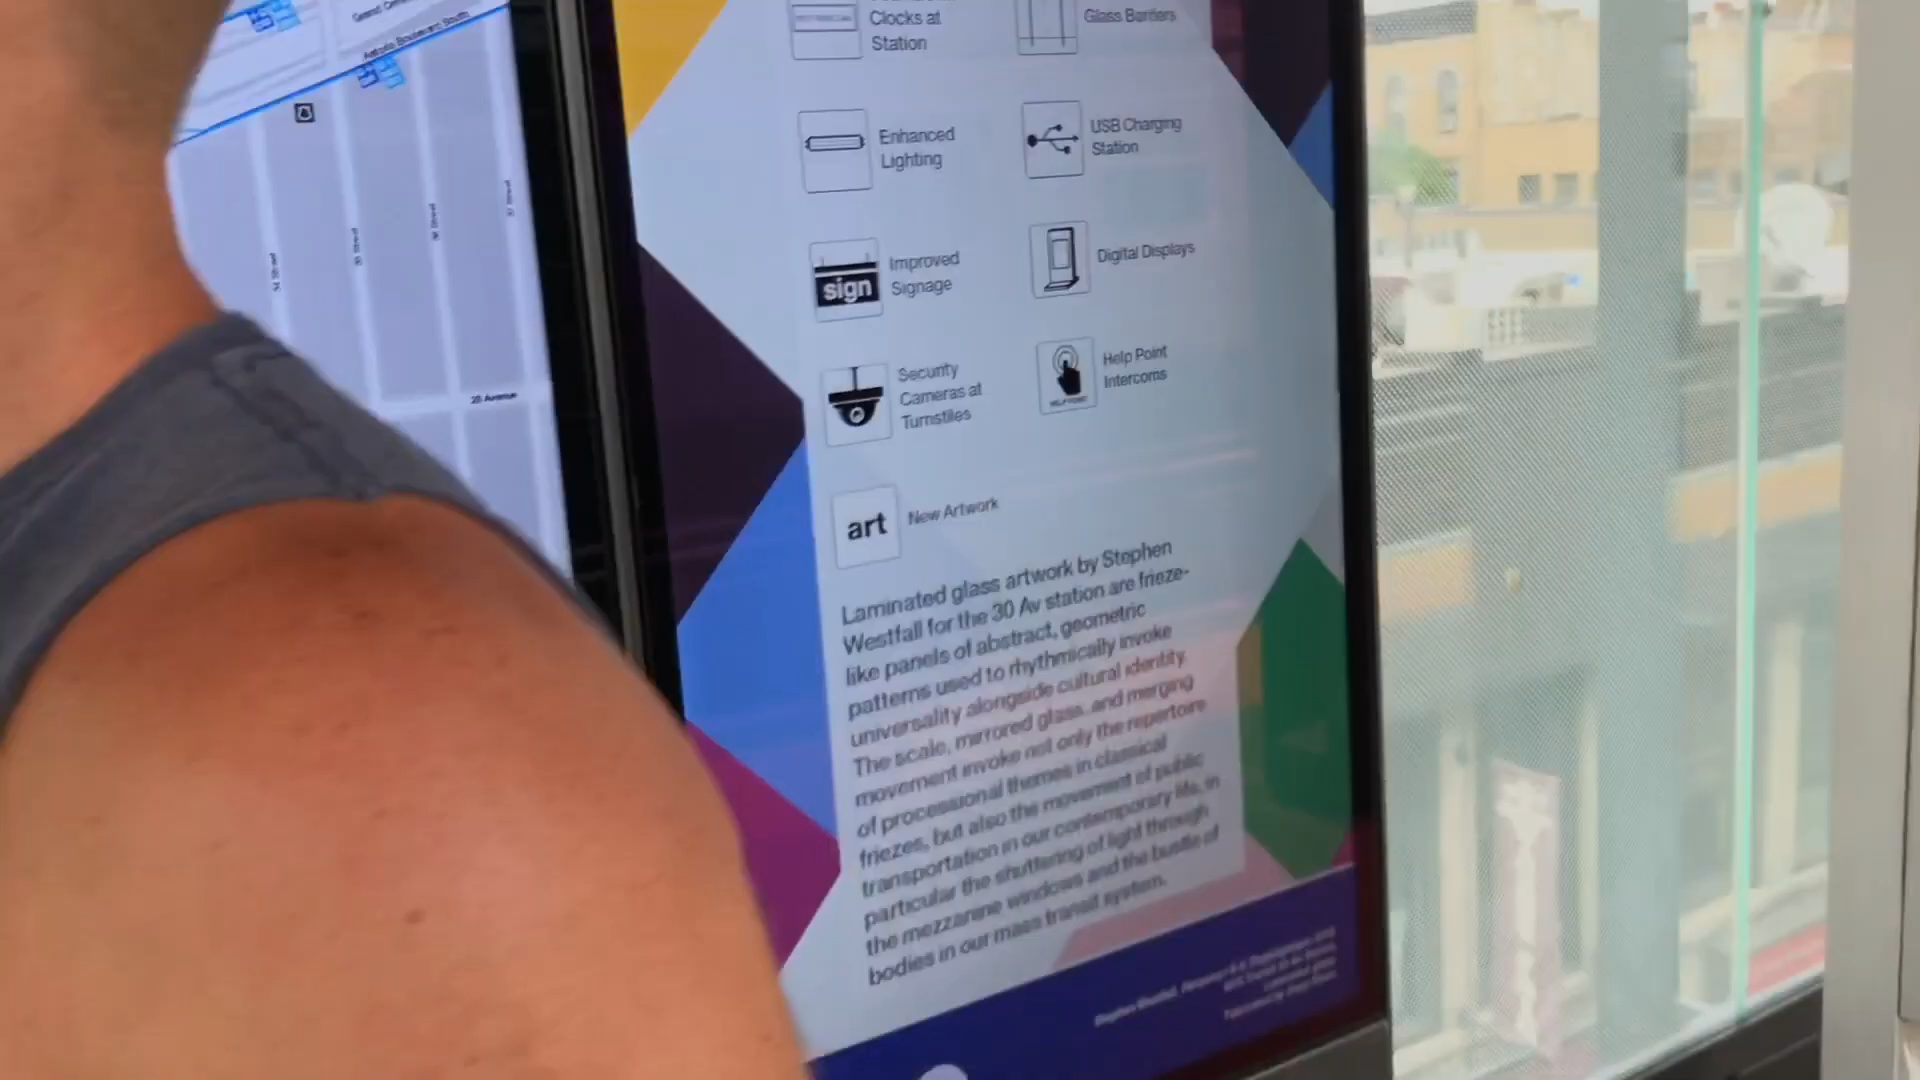 Astoria Boulevard South
28 Avenue
Clocks at
Station
Glass Barriers
Enhanced
Lighting
USB Charging
Station
sign
Improved
Signage
Digital Displays
Security
Cameras at
Turnstiles
HELP POINT
Help Point
Intercoms
art
New Artwork
Laminated glass artwork by Stephen
Westfall for the 30 Av station are frieze-
like panels of abstract, geometric
patterns used to rhythmically invoke
universality alongside cultural identity.
The scale, mirrored glass, and merging
movement invoke not only the repertoire
of processional themes in classical
friezes, but also the movement of public
transportation in our contemporary life, in
particular the shuttering of light through
the mezzanine windows and the bustle of
bodies in our mass transit system.